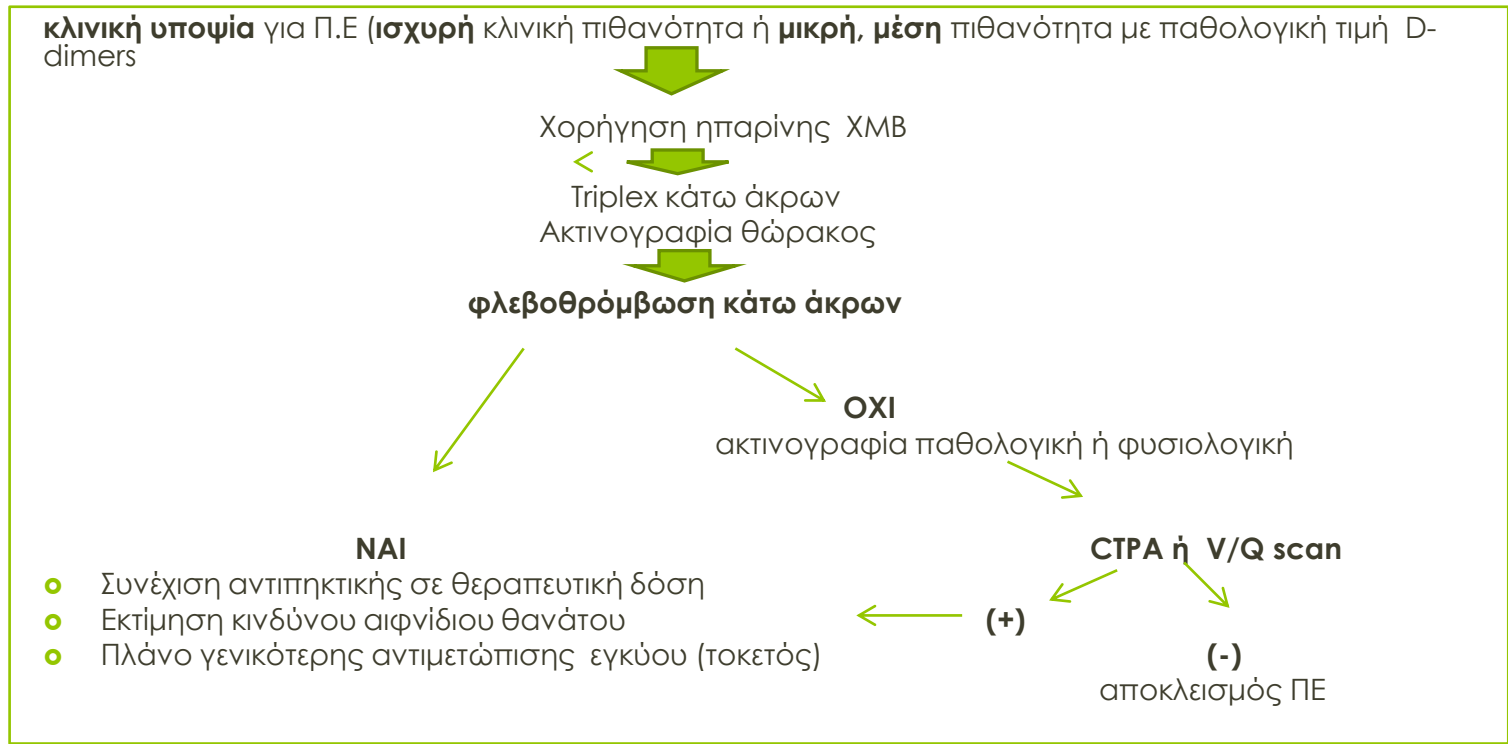 κλινική υποψία για Π.Ε (ισχυρή κλινική πιθανότητα ή μικρή, μέση πιθανότητα με παθολογική τιμή D-
dimers
Χορήγηση ηπαρίνης ΧΜΒ
<
Triplex κάτω άκρων
Ακτινογραφία θώρακος
φλεβοθρόμβωση κάτω άκρων
ΟΧΙ
ακτινογραφία παθολογική ή φυσιολογική
ΝΑΙ
CTPA ή V/Q scan
Συνέχιση αντιπηκτικής σε θεραπευτική δόση
Εκτίμηση κινδύνου αιφνίδιου θανάτου
(+)
Πλάνο γενικότερης αντιμετώπισης εγκύου (τοκετός)
(-)
αποκλεισμός ΠΕ